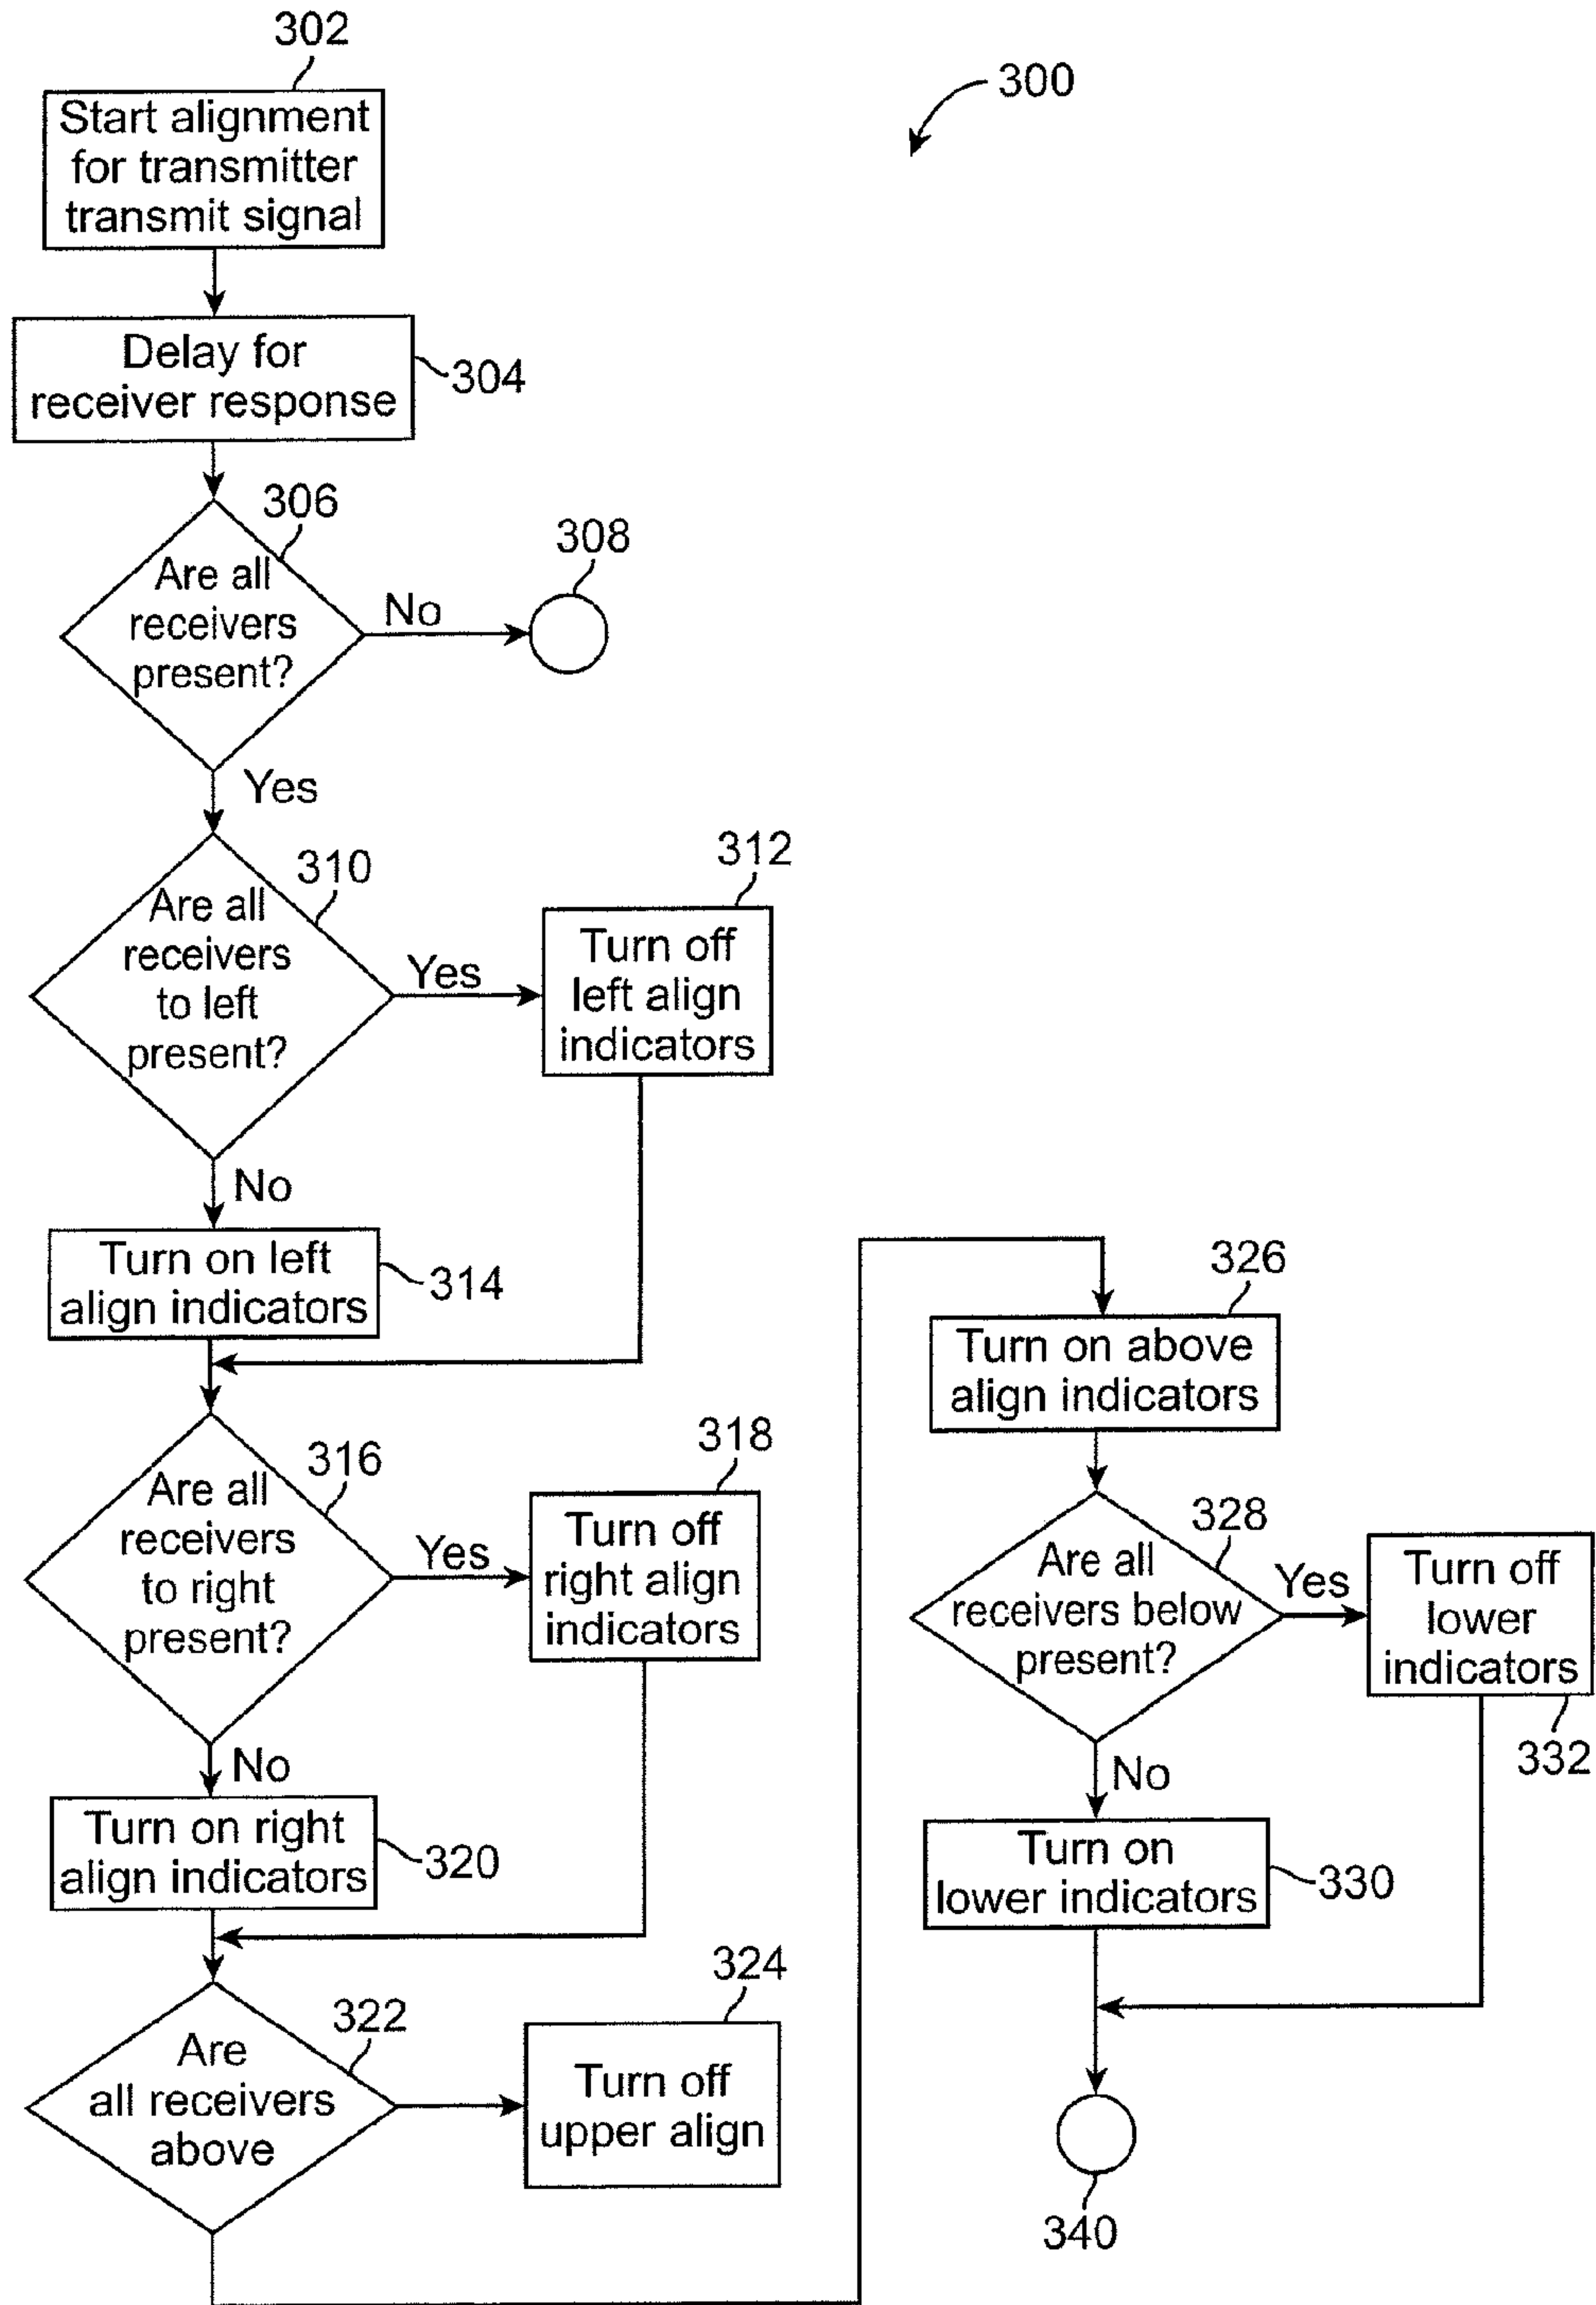 302
300
Start alignment
for transmitter
transmit signal
Delay for
receiver response
304
306
Are all
receivers
present?
No
308
Yes
310
Are all
receivers
to left
present?
Yes
312
Turn off
left align
indicators
No
Turn on left
align indicators
314
316
Are all
receivers
to right
present?
Yes
318
Turn off
right align
indicators
No
Turn on right
align indicators
320
322
Are
all receivers
above
324
Turn off
upper align
326
Turn on above
align indicators
328
Are all
receivers below
present?
Yes
Turn off
lower
indicators
332
No
Turn on
lower indicators
330
340